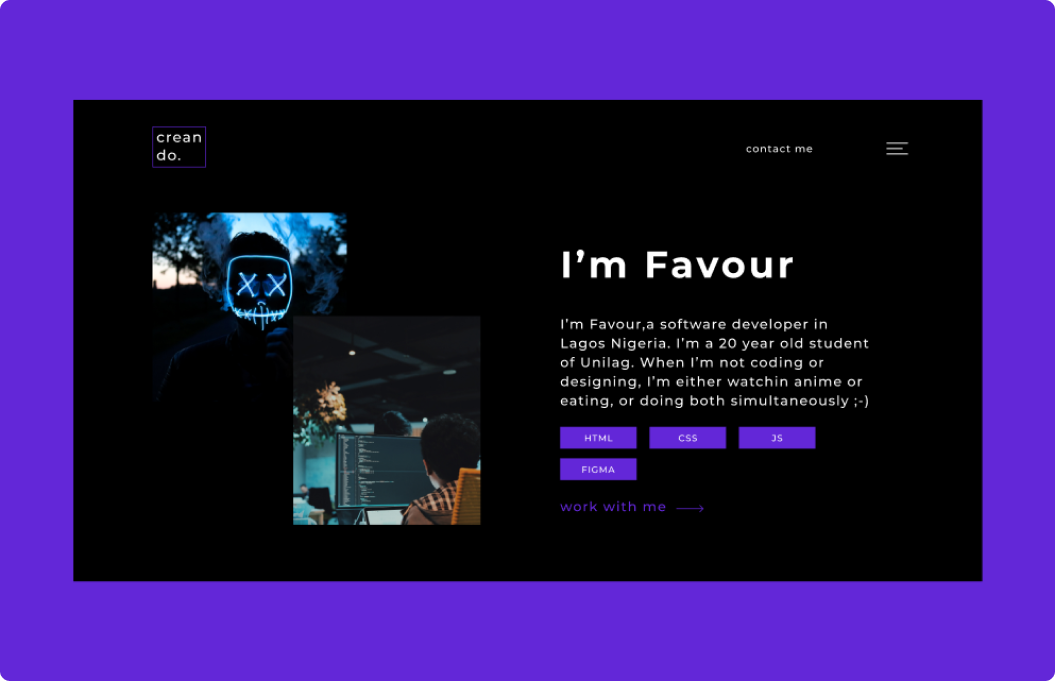 crean
do.
contact me
I’m Favour
I’m Favour,a software developer in
Lagos Nigeria. I’m a 20 year old student
of Unilag. When I’m not coding or
designing, I’m either watchin anime or
eating, or doing both simultaneously ;-)
HTML
CSS
JS
FIGMA
work with me